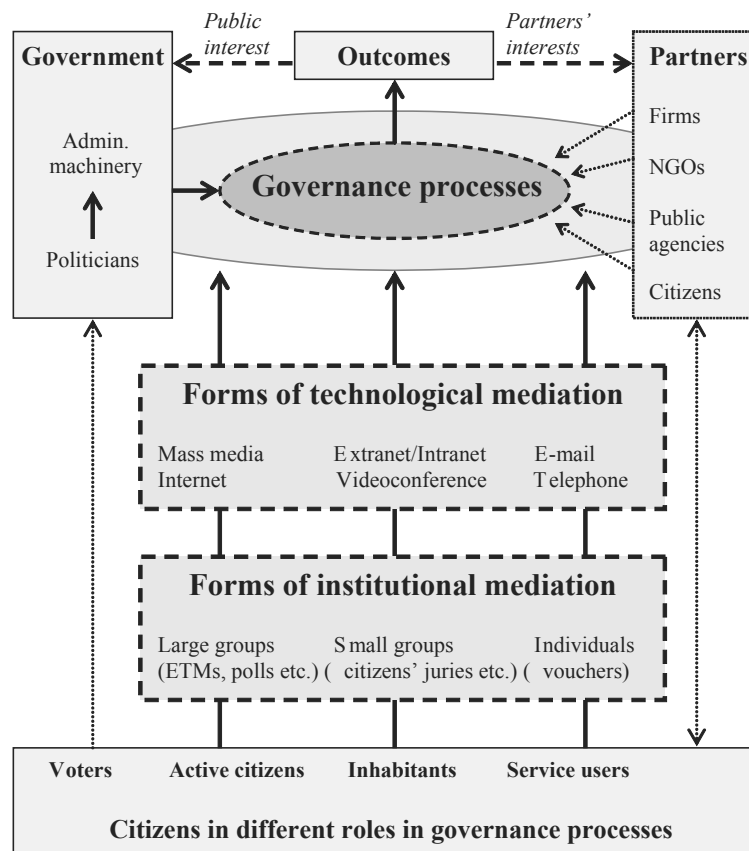 Public
interest
Partners’
interests
Government
Outcomes
Partners
Admin.
machinery
Politicians
Governance processes
Firms
NGOs
Public
agencies
Citizens
Forms of technological mediation
Mass media
Internet
Extranet/Intranet
Videoconference
E-mail
Telephone
Forms of institutional mediation
Large groups
(ETMs, polls etc.)
Small groups
( citizens’ juries etc.)
Individuals
( vouchers)
Voters
Active citizens
Inhabitants
Service users
Citizens in different roles in governance processes